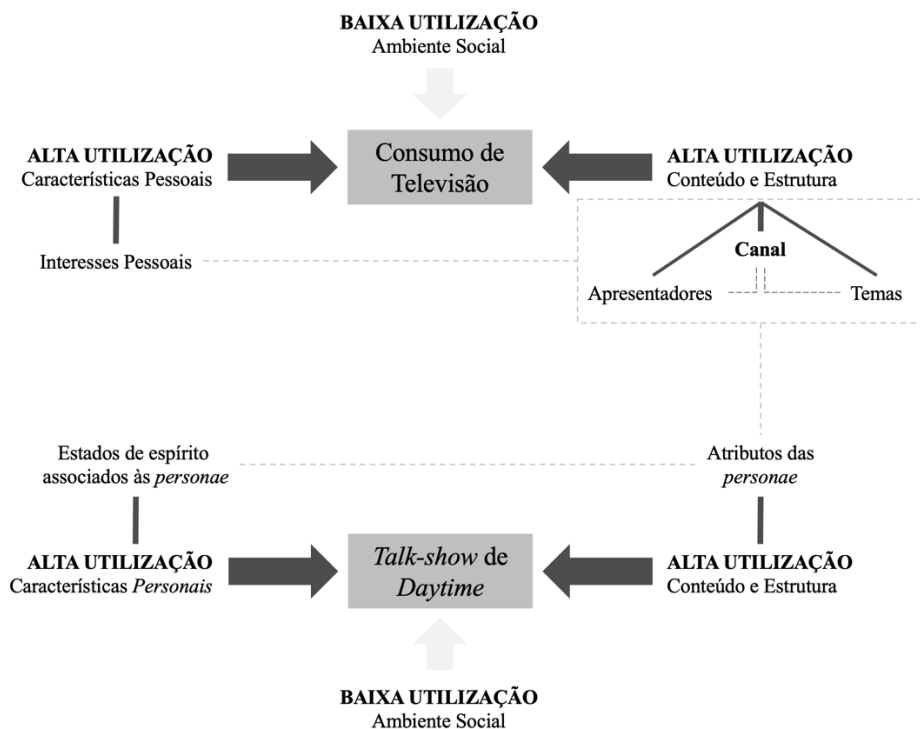 BAIXA UTILIZAÇÃO
Ambiente Social
ALTA UTILIZAÇÃO
Características Pessoais
Consumo de
Televisão
ALTA UTILIZAÇÃO
Conteúdo e Estrutura
Interesses Pessoais
Canal
Apresentadores
Temas
Estados de espírito
associados às personae
Atributos das
personae
ALTA UTILIZAÇÃO
Características Personais
Talk-show de
Daytime
ALTA UTILIZAÇÃO
Conteúdo e Estrutura
BAIXA UTILIZAÇÃO
Ambiente Social